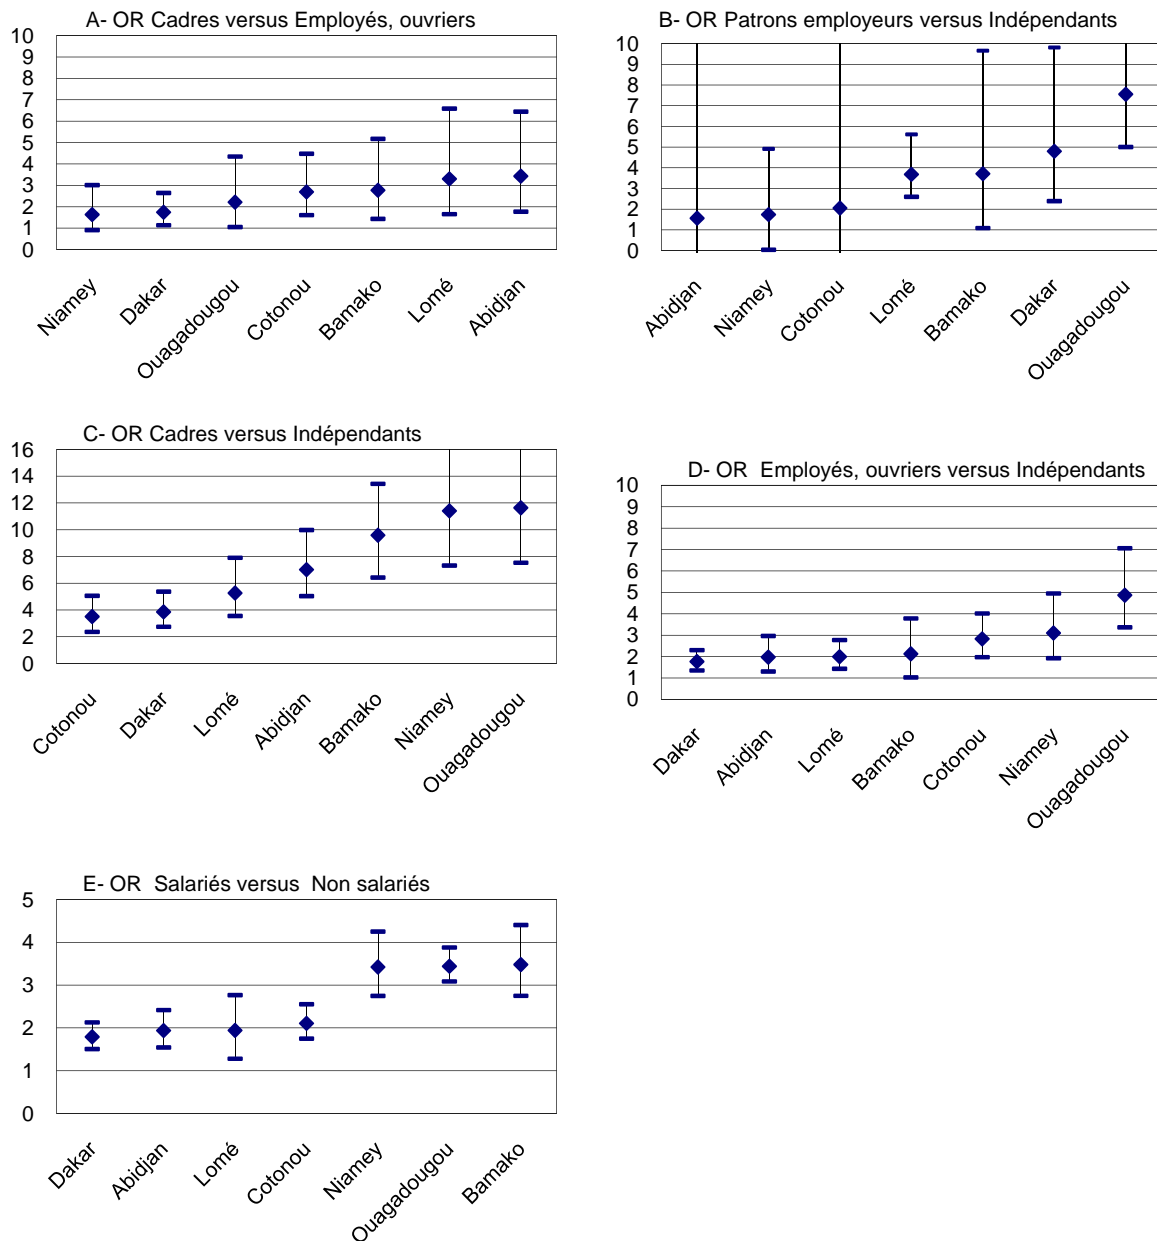 A- OR Cadres versus Employés, ouvriers
10
9
8
7
6
5
4
3
2
1
0
Niamey
Dakar
Ouagadougou
Cotonou
Bamako
Lomé
Abidjan
B- OR Patrons employeurs versus Indépendants
10
9
8
7
6
5
4
3
2
1
0
Abidjan
Niamey
Cotonou
Lomé
Bamako
Dakar
Ouagadougou
C- OR Cadres versus Indépendants
16
14
12
10
8
6
4
2
0
Cotonou
Dakar
Lomé
Abidjan
Bamako
Niamey
Ouagadougou
D- OR Employés, ouvriers versus Indépendants
10
9
8
7
6
5
4
3
2
1
0
Dakar
Abidjan
Lomé
Bamako
Cotonou
Niamey
Ouagadougou
E- OR Salariés versus Non salariés
5
4
3
2
1
0
Dakar
Abidjan
Lomé
Cotonou
Niamey
Ouagadougou
Bamako